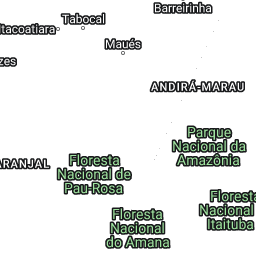 Barreirinha
Tabocal
Itacoatiara
Maués
zes
ANDIRÁ-MARAU
Parque
Nacional da
Amazônia
ARANJAL
Floresta
Nacional de
Pau-Rosa
Floresta
Nacional
Itaituba
Floresta
Nacional
do Amana